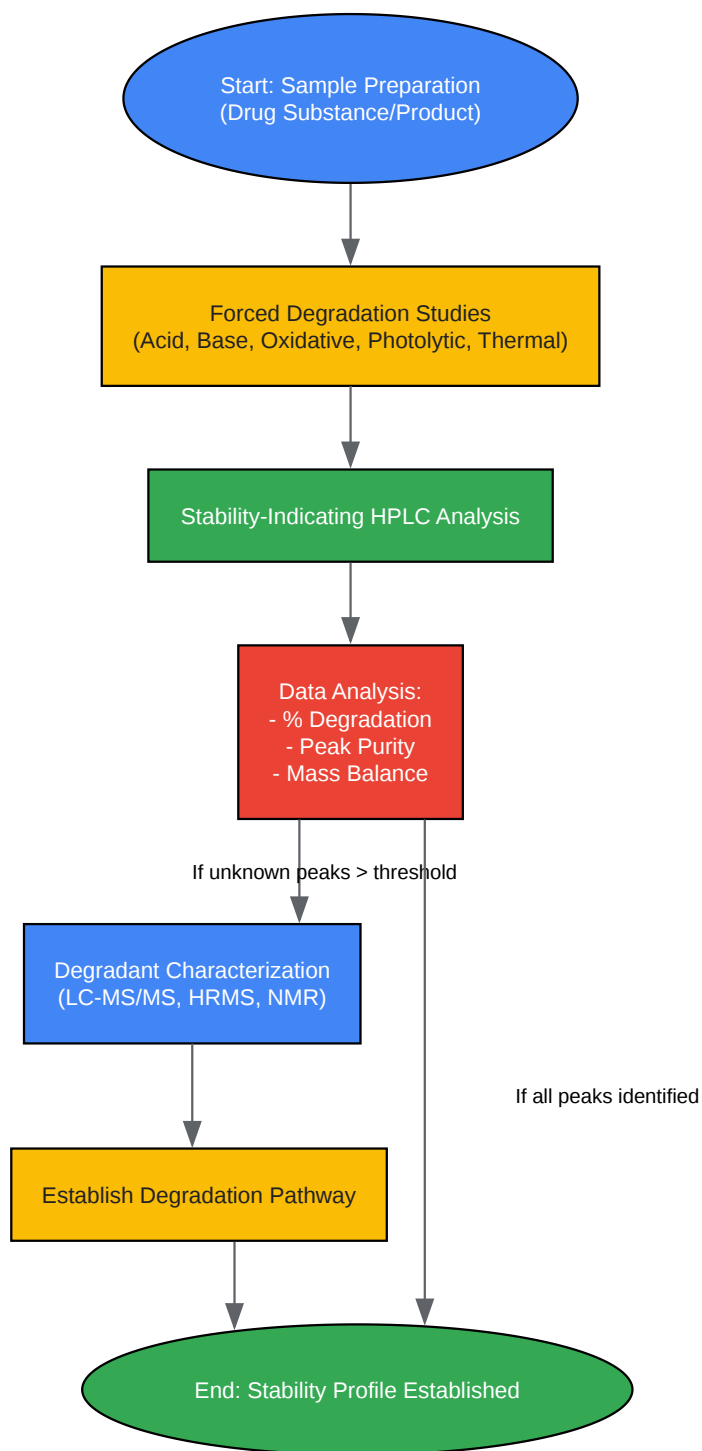 Start: Sample Preparation
(Drug Substance/Product)
Forced Degradation Studies
(Acid, Base, Oxidative, Photolytic, Thermal)
Stability-Indicating HPLC Analysis
Data Analysis:
- % Degradation
- Peak Purity
- Mass Balance
If unknown peaks > threshold
Degradant Characterization
(LC-MS/MS, HRMS, NMR)
If all peaks identified
Establish Degradation Pathway
End: Stability Profile Established